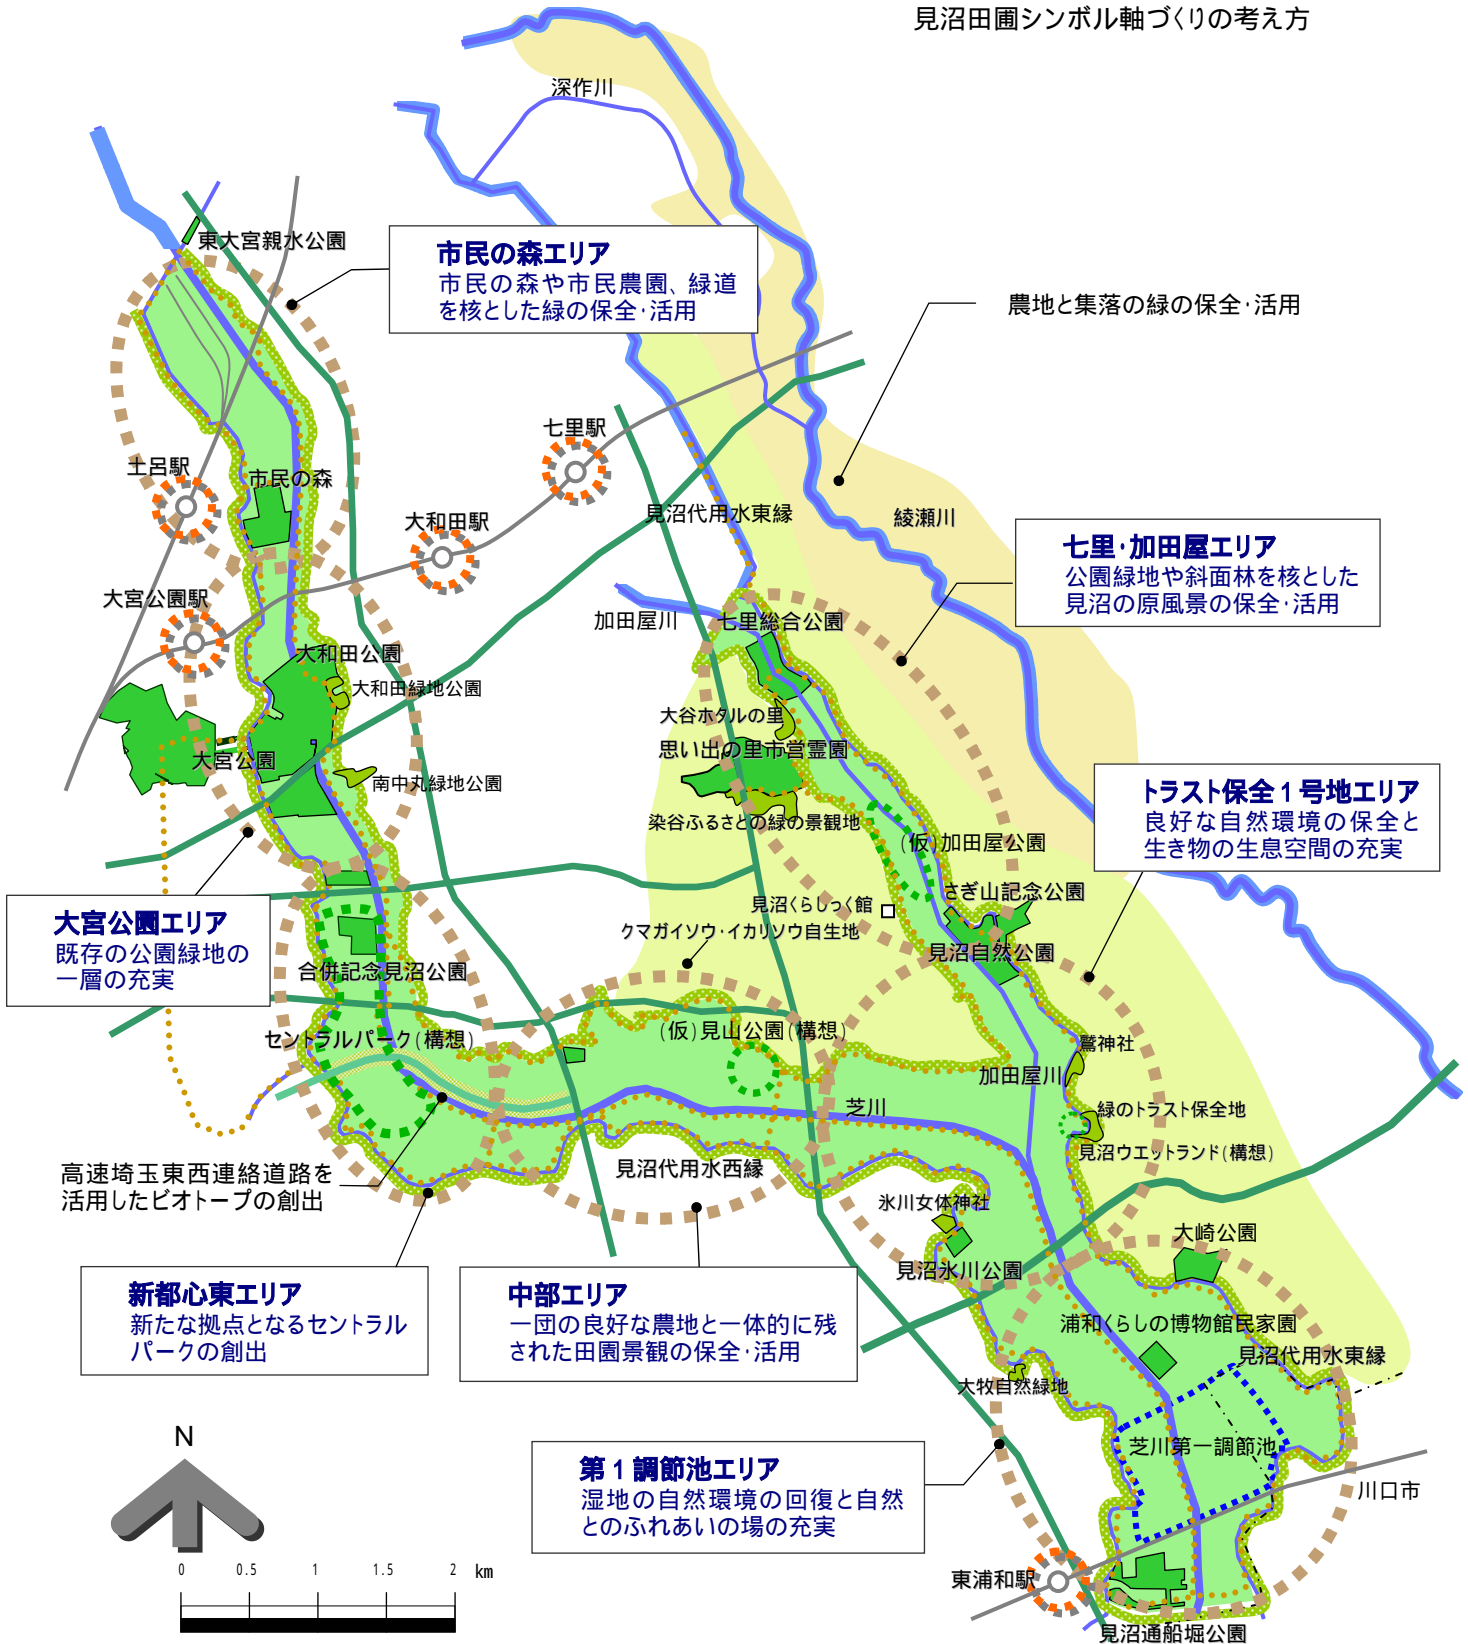 見沼田圃シンボル軸づくりの考え方
深作川
東大宮親水公園
市民の森エリア
市民の森や市民農園、緑道
を核とした緑の保全・活用
農地と集落の緑の保全・活用
七里駅
土呂駅
市民の森
大和田駅
見沼代用水東縁
綾瀬川
七里・加田屋エリア
公園緑地や斜面林を核とした
見沼の原風景の保全・活用
大宮公園駅
加田屋川
七里総合公園
大和田公園
大和田緑地公園
大谷ホタルの里
思い出の里市営霊園
大宮公園
南中丸緑地公園
トラスト保全１号地エリア
良好な自然環境の保全と
生き物の生息空間の充実
染谷ふるさとの緑の景観地
(仮)加田屋公園
さぎ山記念公園
見沼くらしっく館
大宮公園エリア
既存の公園緑地の
一層の充実
クマガイソウ・イカリソウ自生地
見沼自然公園
合併記念見沼公園
セントラルパーク(構想)
(仮)見山公園(構想)
鷲神社
加田屋川
芝川
緑のトラスト保全地
見沼ウエットランド(構想)
高速埼玉東西連絡道路を
活用したビオトープの創出
見沼代用水西縁
氷川女体神社
大崎公園
見沼氷川公園
新都心東エリア
新たな拠点となるセントラル
パークの創出
中部エリア
一団の良好な農地と一体的に残
された田園景観の保全・活用
浦和くらしの博物館民家園
見沼代用水東縁
大牧自然緑地
芝川第一調節池
N
第１調節池エリア
湿地の自然環境の回復と自然
とのふれあいの場の充実
川口市
0 0.5 1 1.5 2 km
東浦和駅
見沼通船堀公園